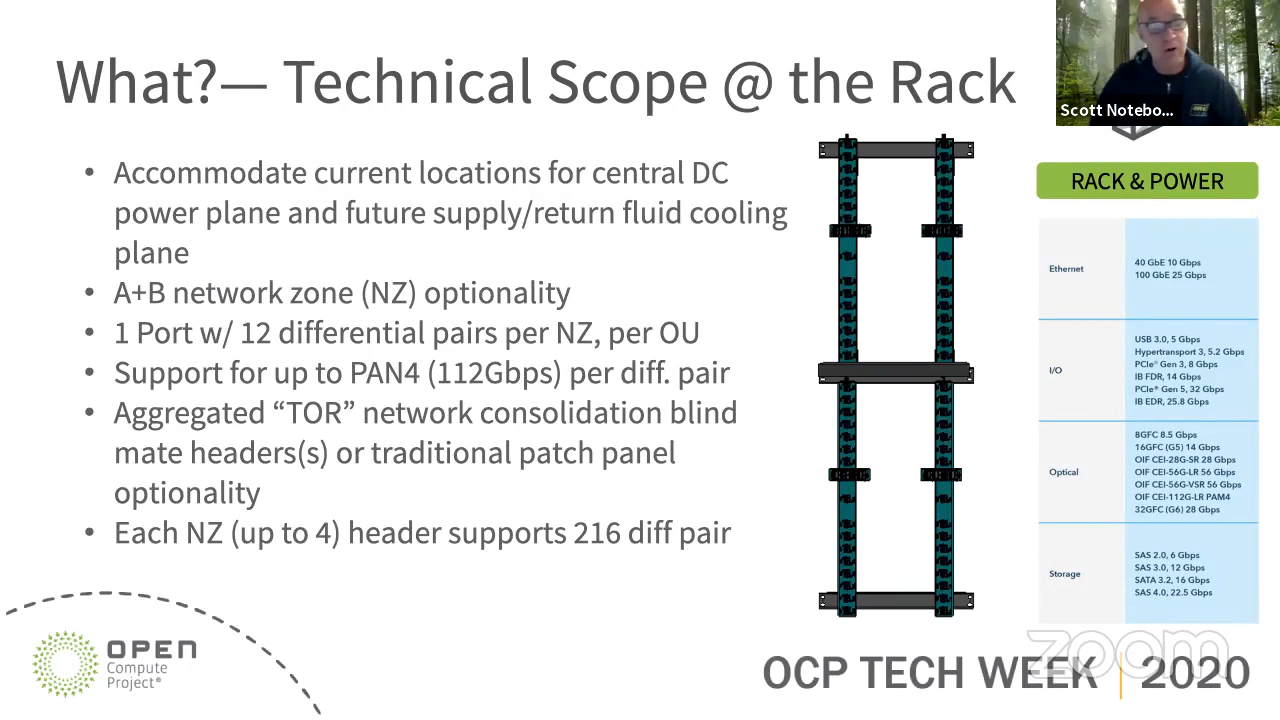 What?— Technical Scope @ the Rack
Scott Notebo...
RACK & POWER
• Accommodate current locations for central DC
power plane and future supply/return fluid cooling
plane
• A+B network zone (NZ) optionality
• 1 Port w/ 12 differential pairs per NZ, per OU
• Support for up to PAN4 (112Gbps) per diff. pair
• Aggregated “TOR” network consolidation blind
mate headers(s) or traditional patch panel
optionality
• Each NZ (up to 4) header supports 216 diff pair
Ethernet
40 GbE 10 Gbps
100 GbE 25 Gbps
I/O
USB 3.0, 5 Gbps
Hypertransport 3, 5.2 Gbps
PCIe® Gen 3, 8 Gbps
IB FDR, 14 Gbps
PCIe® Gen 5, 32 Gbps
IB EDR, 25.8 Gbps
Optical
8GFC 8.5 Gbps
16GFC (G5) 14 Gbps
OIF CEI-28G-SR 28 Gbps
OIF CEI-56G-LR 56 Gbps
OIF CEI-56G-VSR 56 Gbps
OIF CEI-112G-LR PAM4
32GFC (G6) 28 Gbps
Storage
SAS 2.0, 6 Gbps
SAS 3.0, 12 Gbps
SATA 3.2, 16 Gbps
SAS 4.0, 22.5 Gbps
OPEN
Compute
Project®
OCP TECH WEEK | 2020
zoom